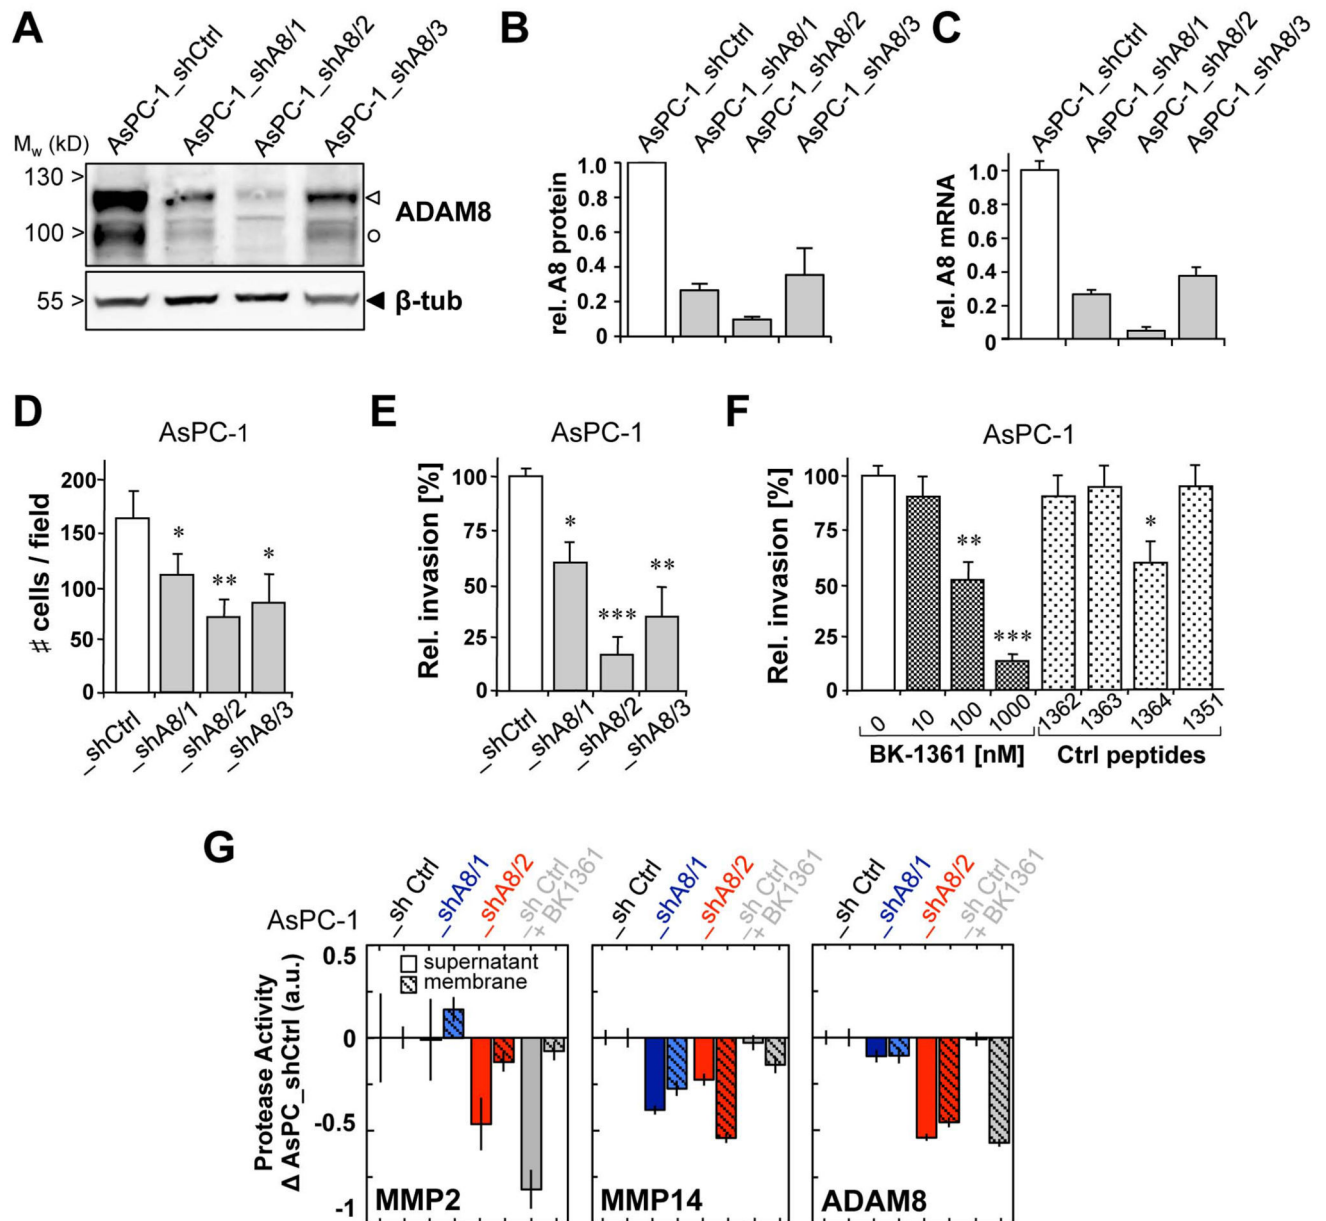 A
AsPC-1_shCtrl
AsPC-1_shA8/1
AsPC-1_shA8/2
AsPC-1_shA8/3
Mw (kD)
130 >
100 >
ADAM8
55 >
β-tub
B
AsPC-1_shCtrl
AsPC-1_shA8/1
AsPC-1_shA8/2
AsPC-1_shA8/3
rel. A8 protein
1.0
0.8
0.6
0.4
0.2
0
C
AsPC-1_shCtrl
AsPC-1_shA8/1
AsPC-1_shA8/2
AsPC-1_shA8/3
rel. A8 mRNA
1.0
0.8
0.6
0.4
0.2
0
D
AsPC-1
# cells / field
200
150
100
50
0
*
**
*
_shCtrl
_shA8/1
_shA8/2
_shA8/3
E
AsPC-1
Rel. invasion [%]
100
75
50
25
0
*
***
**
_shCtrl
_shA8/1
_shA8/2
_shA8/3
F
AsPC-1
Rel. invasion [%]
100
75
50
25
0
**
***
*
0
10
100
1000
1362
1363
1364
1351
BK-1361 [nM]
Ctrl peptides
G
AsPC-1
_sh Ctrl
_shA8/1
_shA8/2
_sh Ctrl
+ BK1361
_sh Ctrl
_shA8/1
_shA8/2
_sh Ctrl
+ BK1361
_sh Ctrl
_shA8/1
_shA8/2
_sh Ctrl
+ BK1361
Protease Activity
Δ AsPC_shCtrl (a.u.)
0.5
0
-0.5
-1
supernatant
membrane
MMP2
MMP14
ADAM8